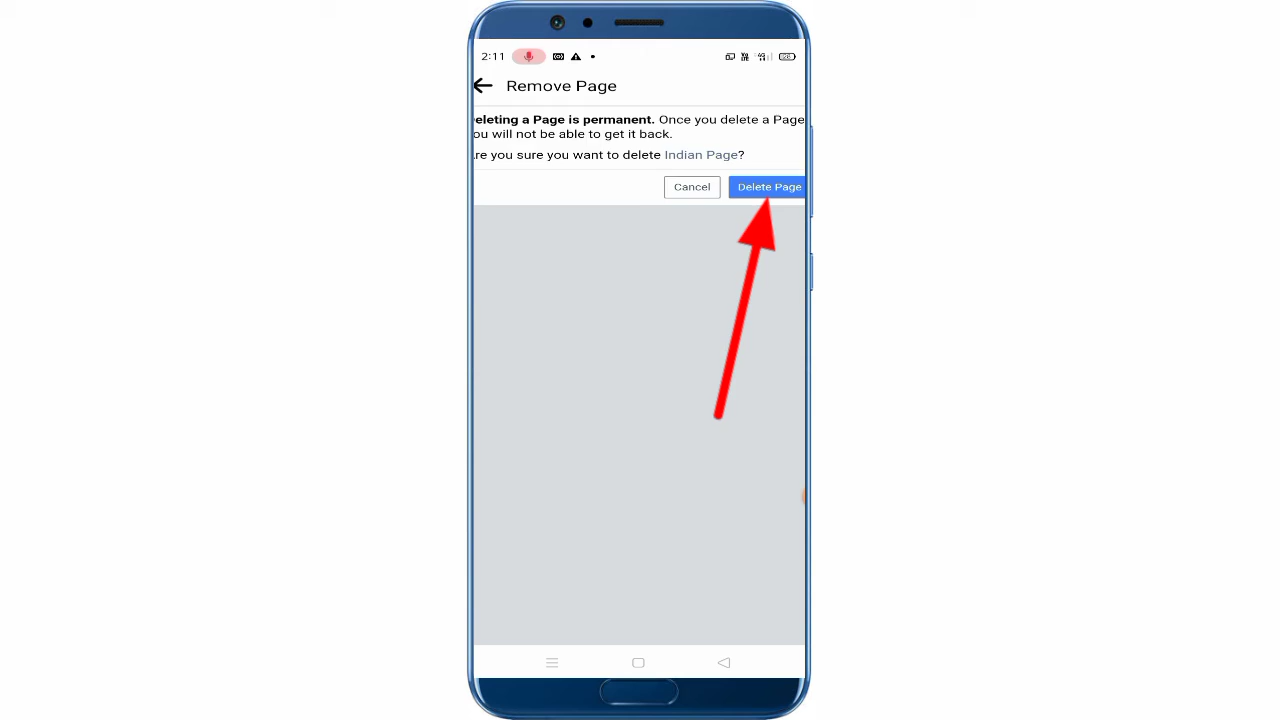 2:11
Remove Page
eleting a Page is permanent. Once you delete a Page
ou will not be able to get it back.
re you sure you want to delete Indian Page?
Cancel
Delete Page